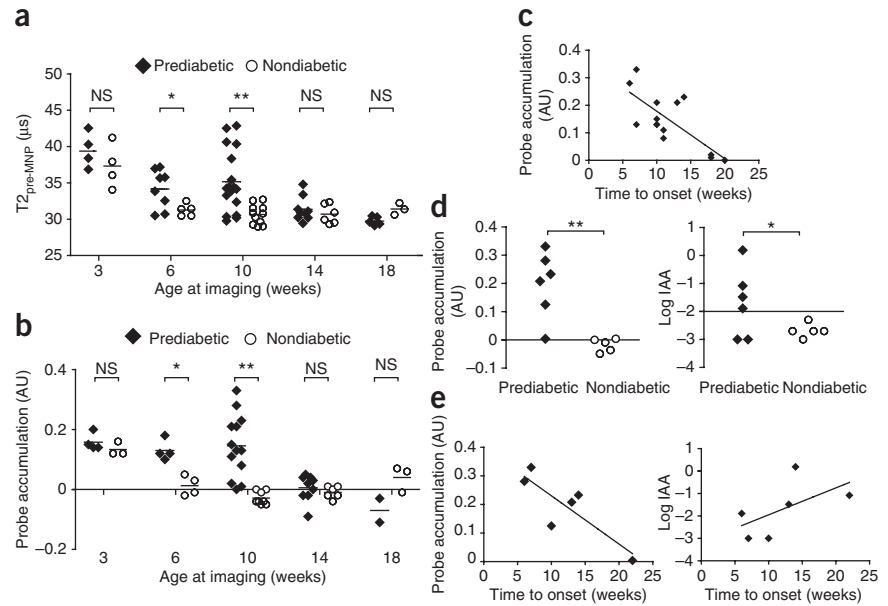 a
◆ Prediabetic ○ Nondiabetic
NS * ** NS NS
T2pre-MNP (µs)
50
45
40
35
30
25
3 6 10 14 18
Age at imaging (weeks)
b
◆ Prediabetic ○ Nondiabetic
NS * ** NS NS
Probe accumulation (AU)
0.4
0.2
0
−0.2
3 6 10 14 18
Age at imaging (weeks)
c
Probe accumulation
(AU)
0.4
0.3
0.2
0.1
0
0 5 10 15 20 25
Time to onset (weeks)
d
**
Probe accumulation
(AU)
0.4
0.3
0.2
0.1
0
−0.1
Prediabetic Nondiabetic
*
Log IAA
1
0
−1
−2
−3
−4
Prediabetic Nondiabetic
e
Probe accumulation (AU)
0.4
0.3
0.2
0.1
0
0 5 10 15 20 25
Time to onset (weeks)
Log IAA
1
0
−1
−2
−3
−4
0 5 10 15 20 25
Time to onset (weeks)